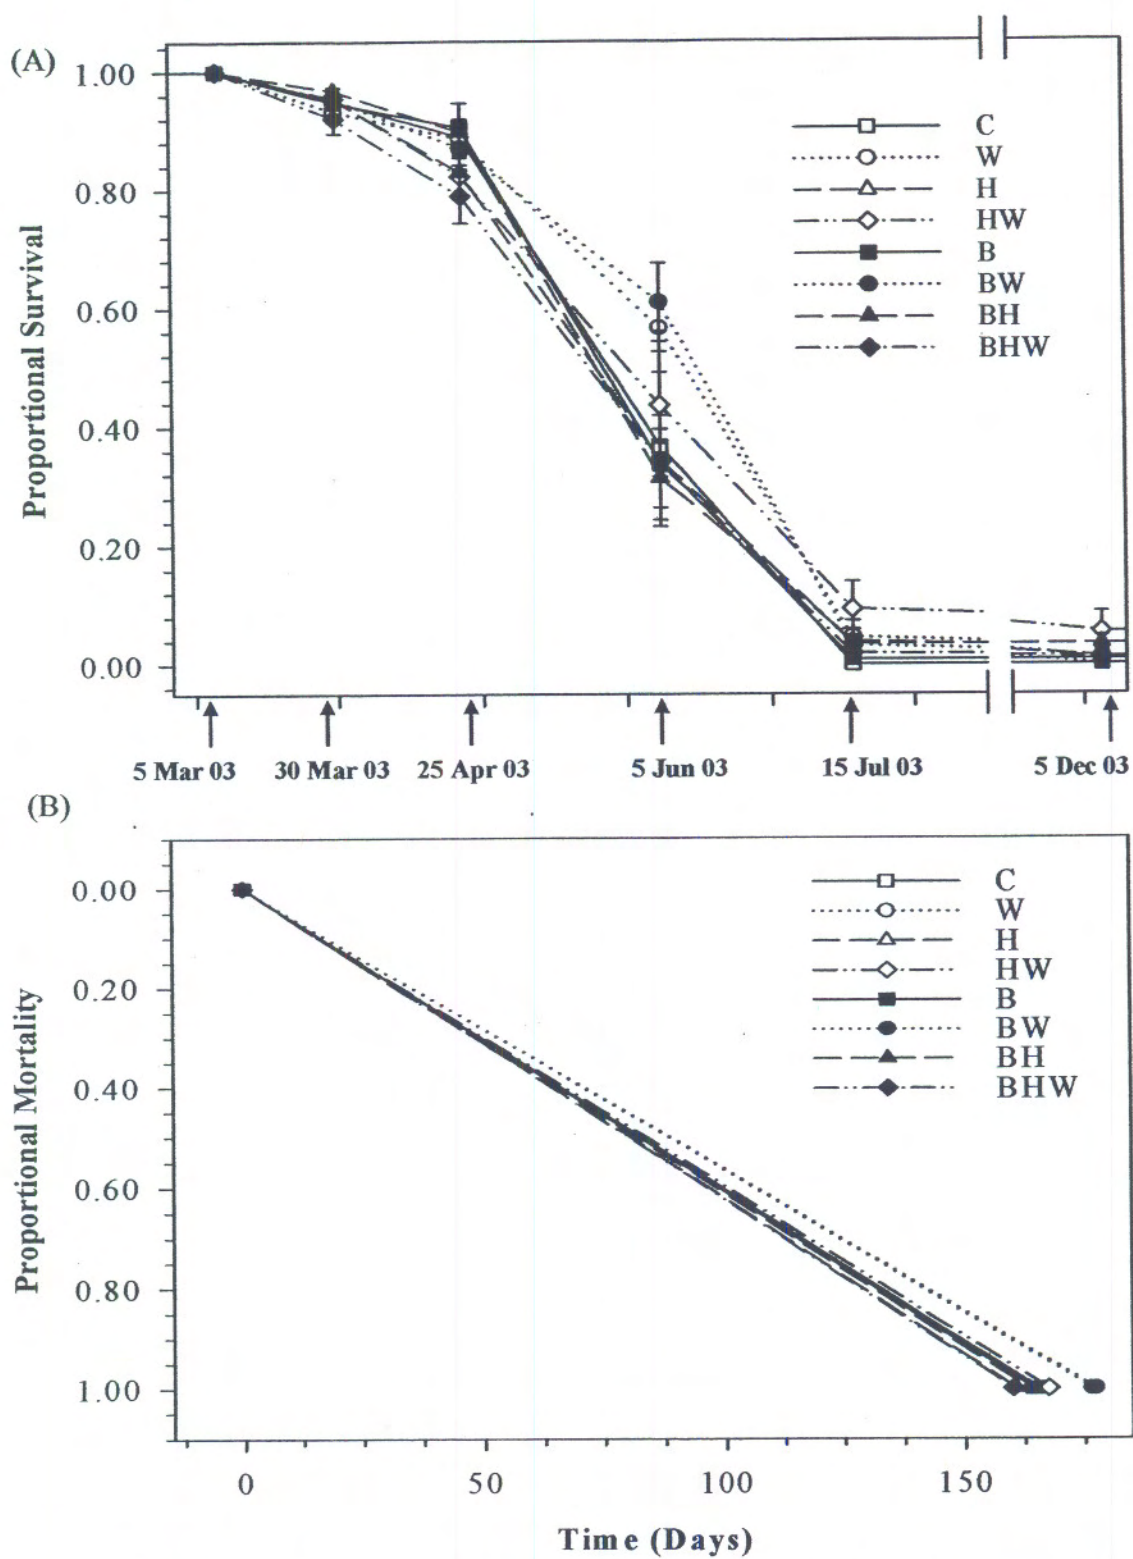 (A)
1.00
0.80
0.60
0.40
0.20
0.00
Proportional Survival
C
W
H
HW
B
BW
BH
BHW
5 Mar 03 30 Mar 03 25 Apr 03 5 Jun 03 15 Jul 03 5 Dec 03
(B)
0.00
0.20
0.40
0.60
0.80
1.00
Proportional Mortality
C
W
H
HW
B
BW
BH
BHW
0 50 100 150
Time (Days)